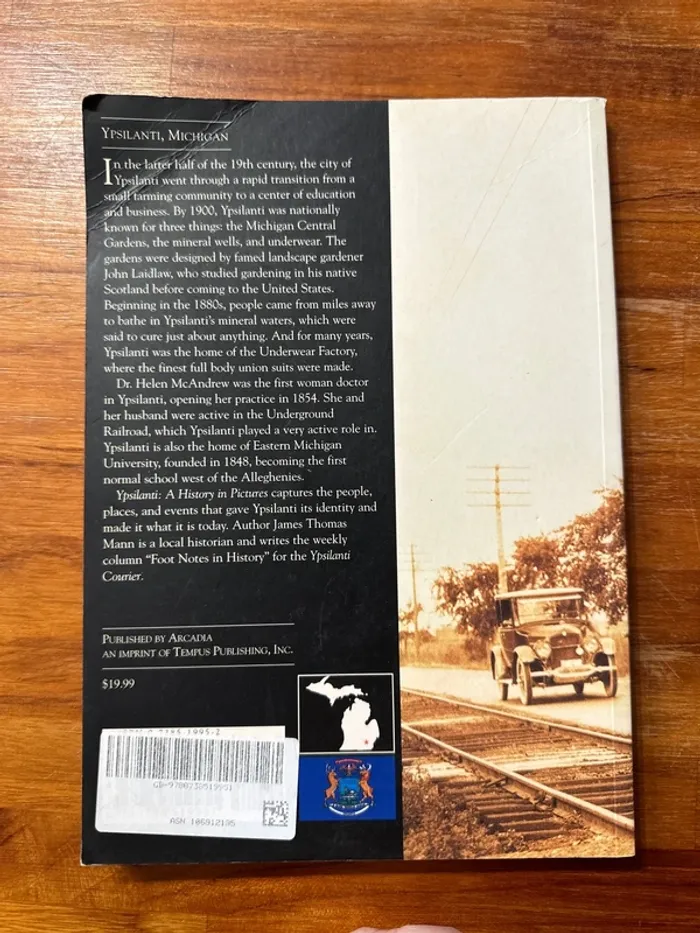 YPSILANTI, MICHIGAN
In the latter half of the 19th century, the city of
Ypsilanti went through a rapid transition from a
small farming community to a center of education
and business. By 1900, Ypsilanti was nationally
known for three things: the Michigan Central
Gardens, the mineral wells, and underwear. The
gardens were designed by famed landscape gardener
John Laidlaw, who studied gardening in his native
Scotland before coming to the United States.
Beginning in the 1880s, people came from miles away
to bathe in Ypsilanti's mineral waters, which were
said to cure just about anything. And for many years,
Ypsilanti was the home of the Underwear Factory,
where the finest full body union suits were made.
Dr. Helen McAndrew was the first woman doctor
in Ypsilanti, opening her practice in 1854. She and
her husband were active in the Underground
Railroad, which Ypsilanti played a very active role in.
Ypsilanti is also the home of Eastern Michigan
University, founded in 1848, becoming the first
normal school west of the Alleghenies.
Ypsilanti: A History in Pictures captures the people,
places, and events that gave Ypsilanti its identity and
made it what it is today. Author James Thomas
Mann is a local historian and writes the weekly
column "Foot Notes in History" for the Ypsilanti
Courier.
PUBLISHED BY ARCADIA
AN IMPRINT OF TEMPUS PUBLISHING, INC.
$19.99
1995-2
GD-9780738519951
ASN 106912195